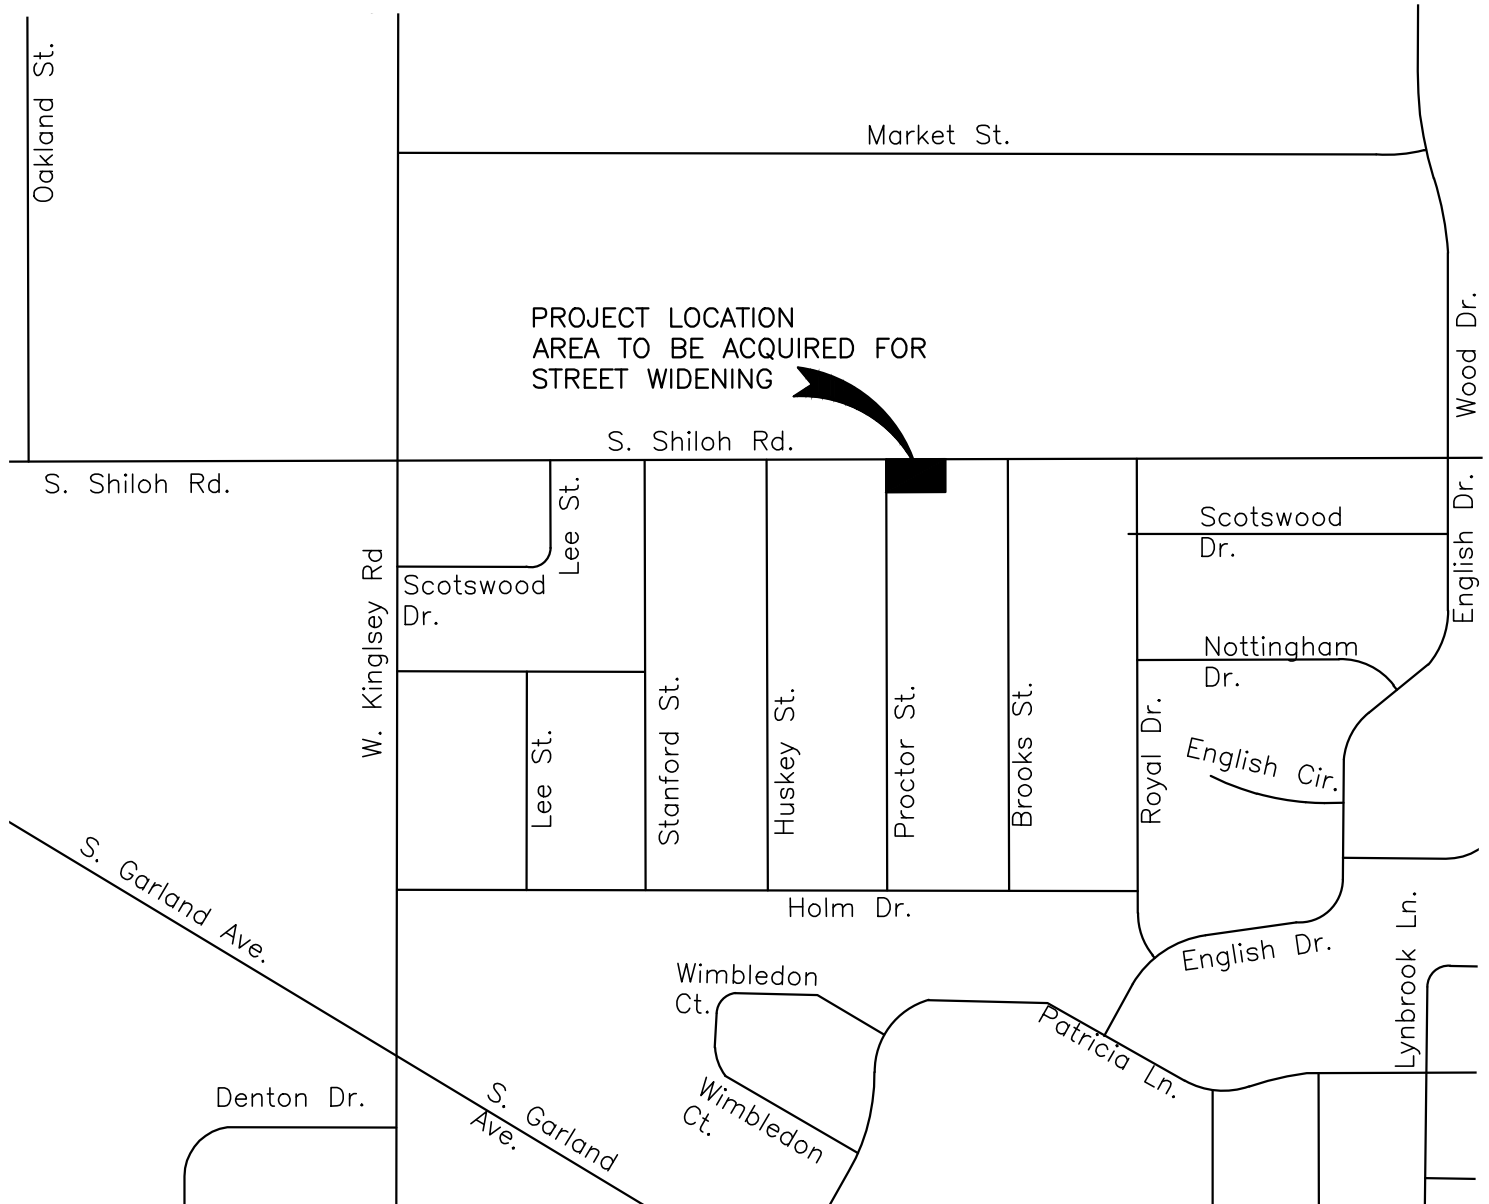 Oakland St.
Market St.
Wood Dr.
PROJECT LOCATION
AREA TO BE ACQUIRED FOR
STREET WIDENING
S. Shiloh Rd.
S. Shiloh Rd.
Lee St.
English Dr.
Scotswood
Dr.
W. Kinglsey Rd
Scotswood
Dr.
Nottingham
Dr.
Lee St.
Stanford St.
Huskey St.
Proctor St.
Brooks St.
Royal Dr.
English Cir.
S. Garland Ave.
Holm Dr.
English Dr.
Lynbrook Ln.
Wimbledon
Ct.
Patricia Ln.
Denton Dr.
S. Garland
Ave.
Wimbledon
Ct.